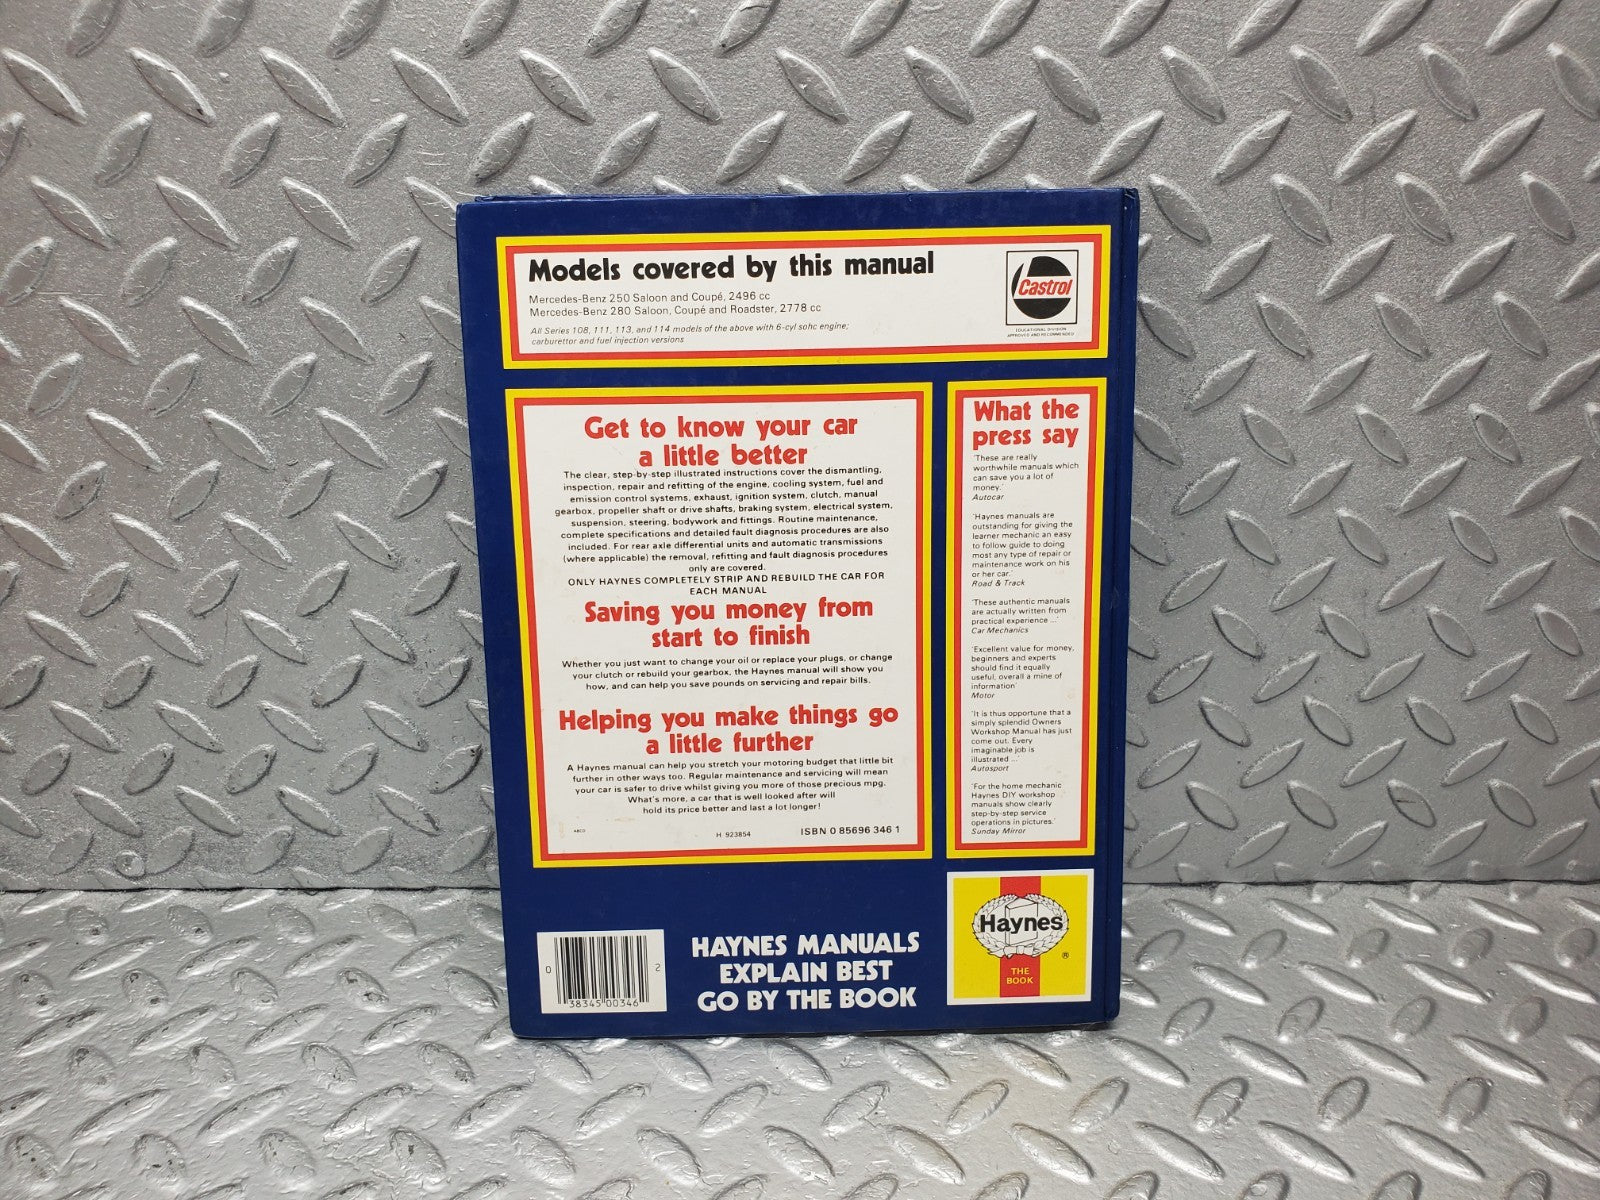 Models covered by this manual
Mercedes-Benz 250 Saloon and Coupé, 2496 cc
Mercedes-Benz 280 Saloon, Coupé and Roadster, 2778 cc
All Series 108, 111, 113, and 114 models of the above with 6-cyl sohc engine;
carburettor and fuel injection versions
Castrol
EDUCATIONAL DIVISION
APPROVED AND RECOMMENDED
Get to know your car
a little better
The clear, step-by-step illustrated instructions cover the dismantling,
inspection, repair and refitting of the engine, cooling system, fuel and
emission control systems, exhaust, ignition system, clutch, manual
gearbox, propeller shaft or drive shafts, braking system, electrical system,
suspension, steering, bodywork and fittings. Routine maintenance,
complete specifications and detailed fault diagnosis procedures are also
included. For rear axle differential units and automatic transmissions
(where applicable) the removal, refitting and fault diagnosis procedures
only are covered.
ONLY HAYNES COMPLETELY STRIP AND REBUILD THE CAR FOR
EACH MANUAL
Saving you money from
start to finish
Whether you just want to change your oil or replace your plugs, or change
your clutch or rebuild your gearbox, the Haynes manual will show you
how, and can help you save pounds on servicing and repair bills.
Helping you make things go
a little further
A Haynes manual can help you stretch your motoring budget that little bit
further in other ways too. Regular maintenance and servicing will mean
your car is safer to drive whilst giving you more of those precious mpg.
What's more, a car that is well looked after will
hold its price better and last a lot longer!
ABCD
H 923854
ISBN 0 85696 346 1
What the
press say
'These are really
worthwhile manuals which
can save you a lot of
money.'
Autocar
'Haynes manuals are
outstanding for giving the
learner mechanic an easy
to follow guide to doing
most any type of repair or
maintenance work on his
or her car.'
Road & Track
'These authentic manuals
are actually written from
practical experience ...'
Car Mechanics
'Excellent value for money,
beginners and experts
should find it equally
useful, overall a mine of
information'
Motor
'It is thus opportune that a
simply splendid Owners
Workshop Manual has just
come out. Every
imaginable job is
illustrated ...'
Autosport
'For the home mechanic
Haynes DIY workshop
manuals show clearly
step-by-step service
operations in pictures.'
Sunday Mirror
0
38345 00346
2
HAYNES MANUALS
EXPLAIN BEST
GO BY THE BOOK
Haynes
®
THE
BOOK